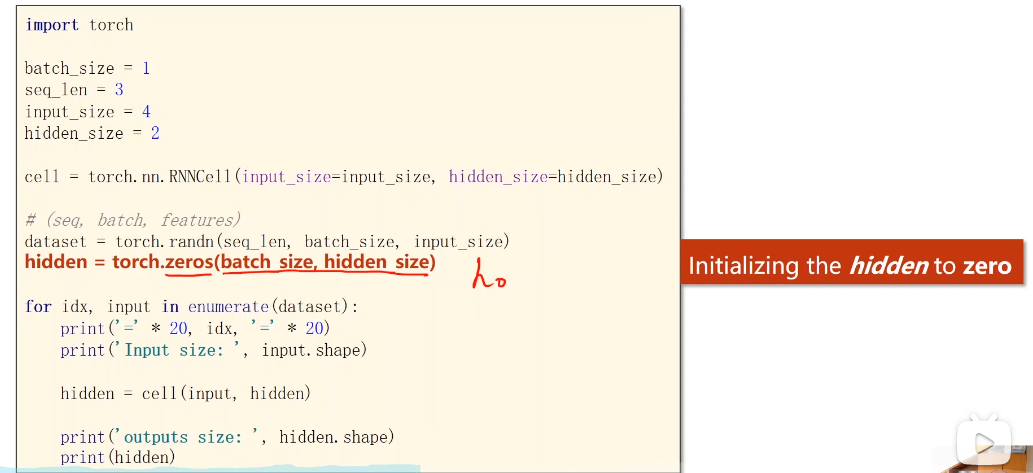 import torch
batch_size = 1
seq_len = 3
input_size = 4
hidden_size = 2
cell = torch.nn.RNNCell(input_size=input_size, hidden_size=hidden_size)
# (seq, batch, features)
dataset = torch.randn(seq_len, batch_size, input_size)
hidden = torch.zeros(batch_size, hidden_size)
h₀
Initializing the hidden to zero
for idx, input in enumerate(dataset):
print('=' * 20, idx, '=' * 20)
print('Input size: ', input.shape)
hidden = cell(input, hidden)
print('outputs size: ', hidden.shape)
print(hidden)